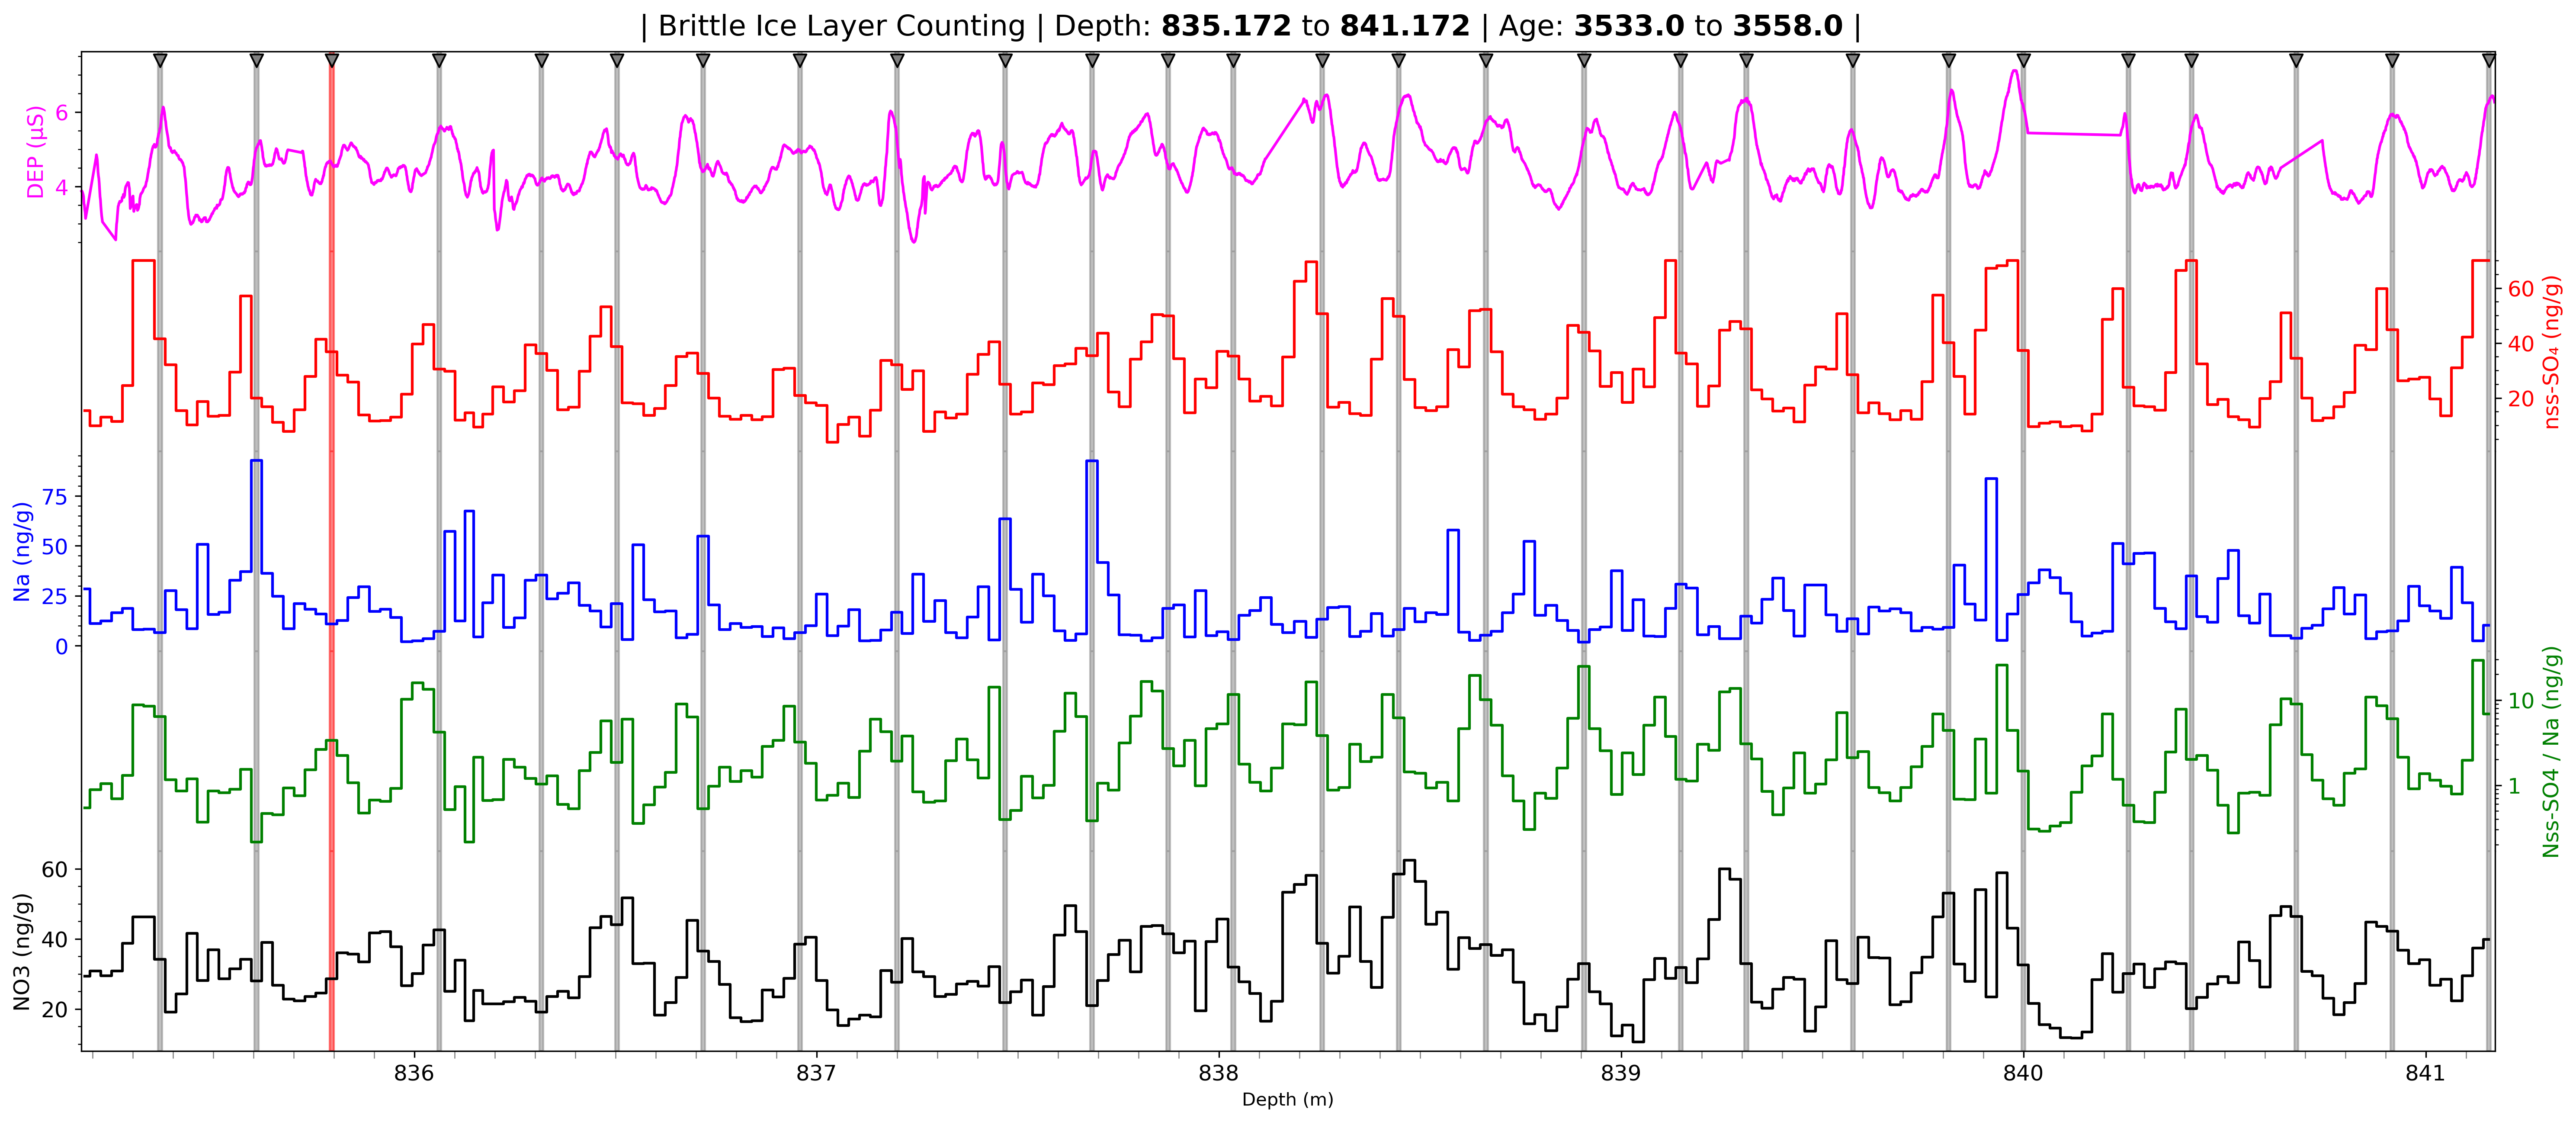 | Brittle Ice Layer Counting | Depth: 835.172 to 841.172 | Age: 3533.0 to 3558.0 |
DEP (μS)
6
4
nss-SO₄ (ng/g)
60
40
20
Na (ng/g)
75
50
25
0
Nss-SO4 / Na (ng/g)
10
1
NO3 (ng/g)
60
40
20
836
837
838
839
840
841
Depth (m)